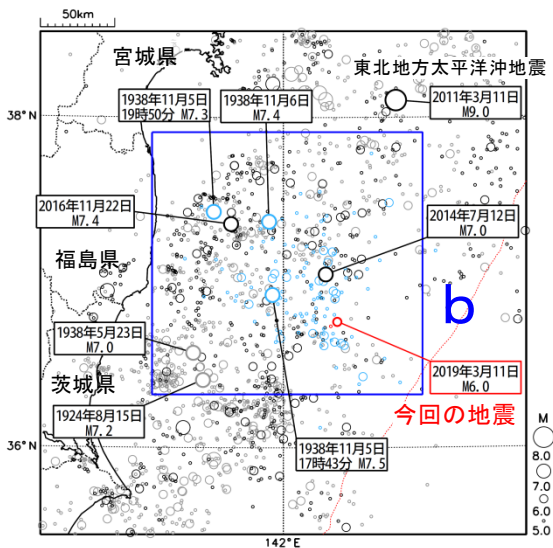 50km
宮城県
東北地方太平洋沖地震
38°N
1938年11月5日
19時50分 M7.3
1938年11月6日
M7.4
2011年3月11日
M9.0
2016年11月22日
M7.4
2014年7月12日
M7.0
福島県
b
1938年5月23日
M7.0
2019年3月11日
M6.0
茨城県
今回の地震
1924年8月15日
M7.2
1938年11月5日
17時43分 M7.5
36°N
M
8.0
7.0
6.0
5.0
142°E